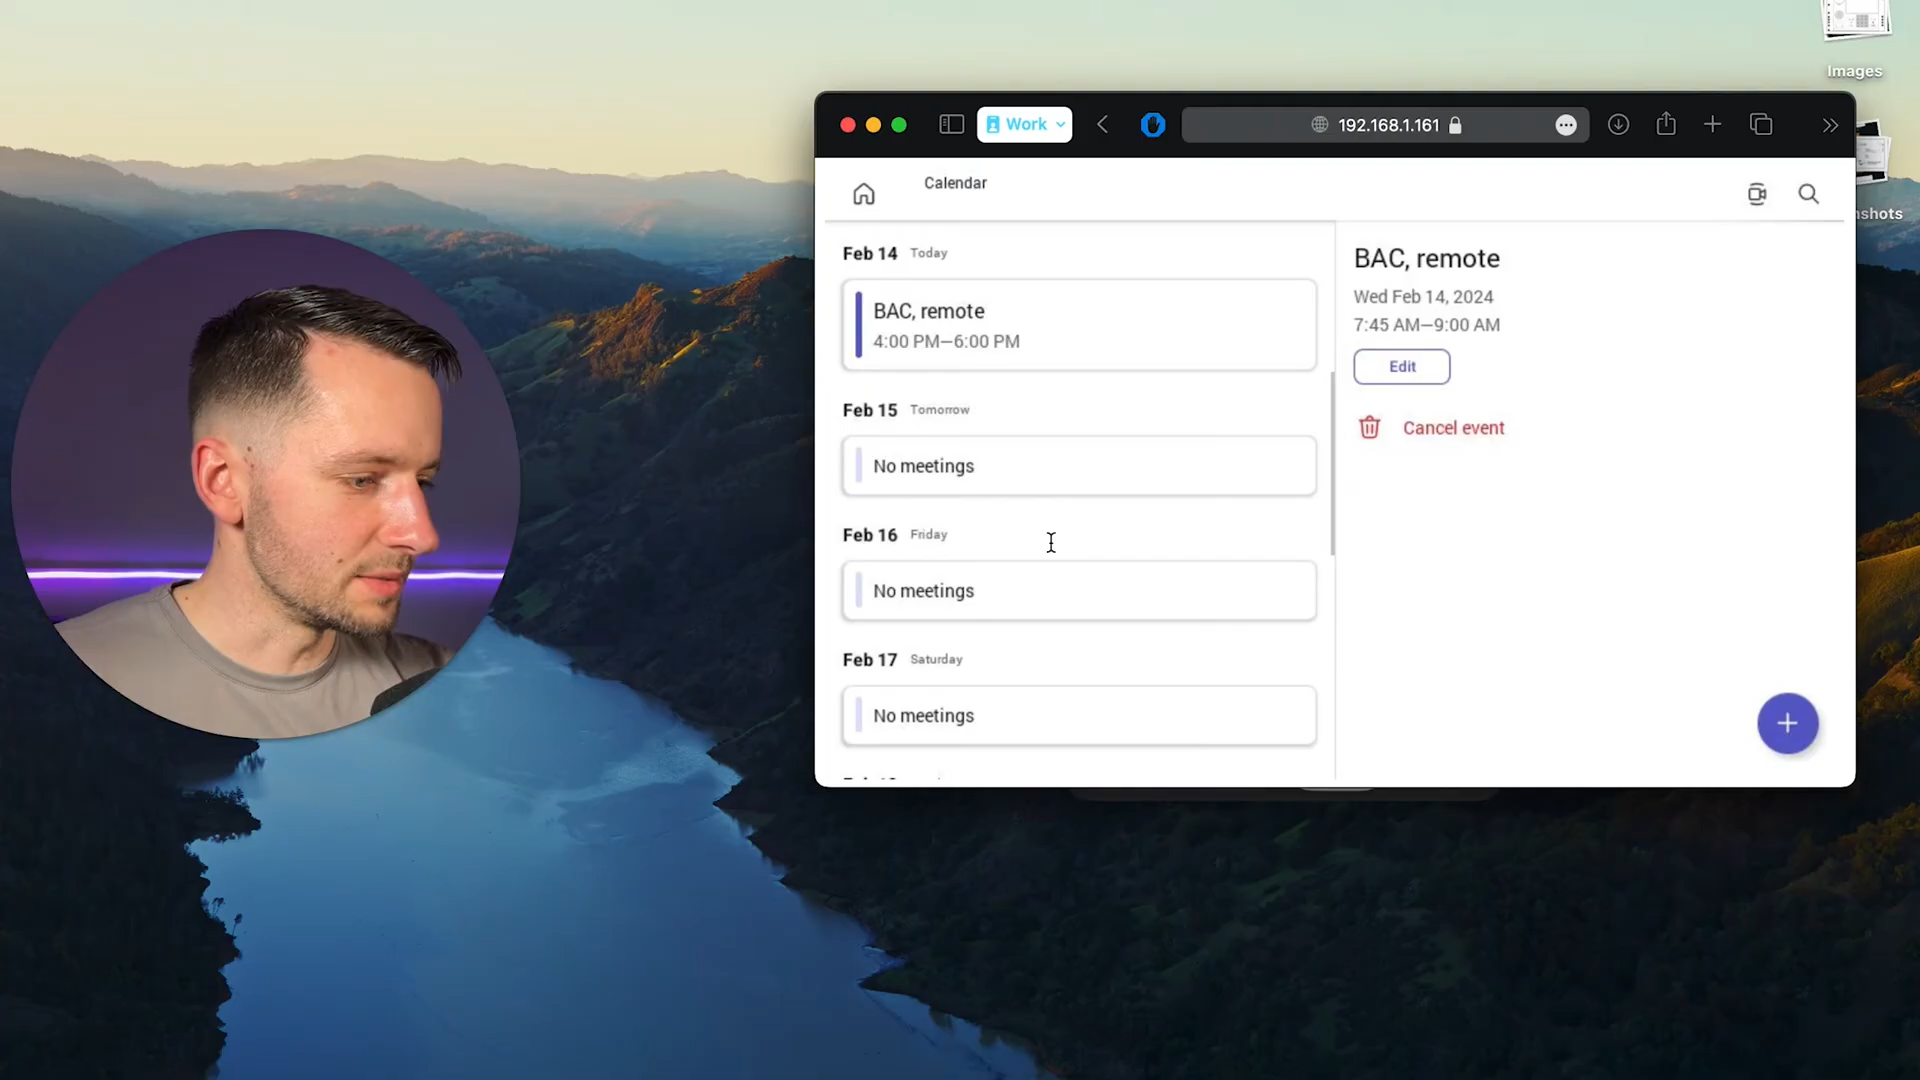 Images
Work
192.168.1.161
Calendar
Feb 14 Today
BAC, remote
4:00 PM—6:00 PM
Feb 15 Tomorrow
No meetings
Feb 16 Friday
No meetings
Feb 17 Saturday
No meetings
BAC, remote
Wed Feb 14, 2024
7:45 AM—9:00 AM
Edit
Cancel event
nshots